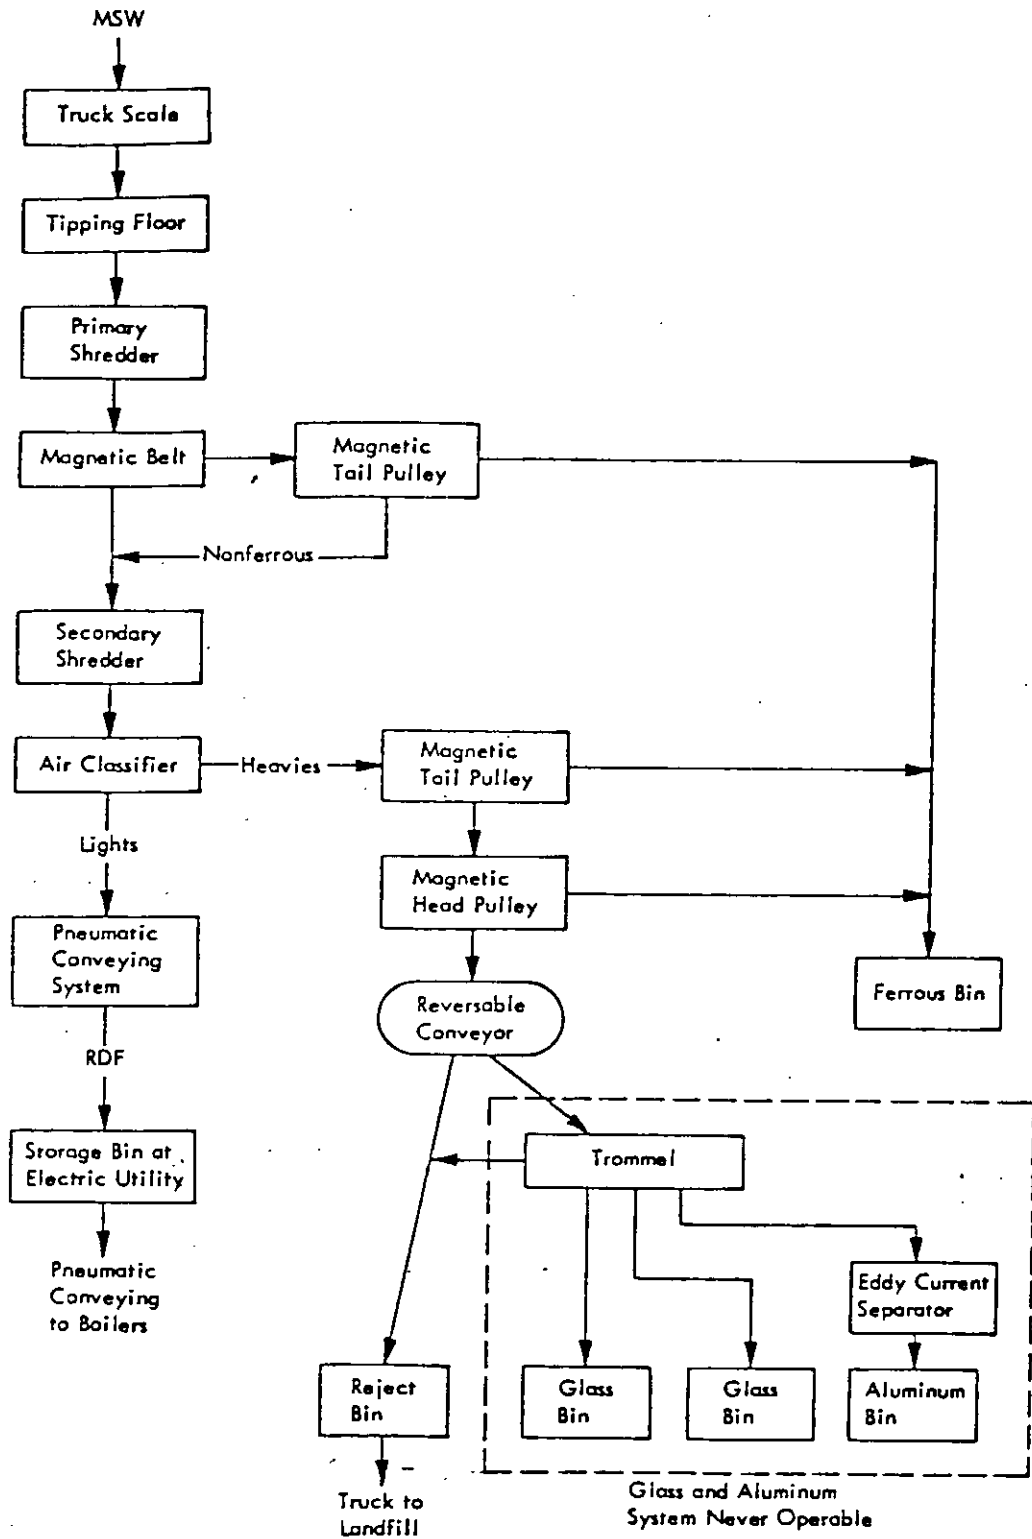 MSW
Truck Scale
Tipping Floor
Primary
Shredder
Magnetic Belt
Magnetic
Tail Pulley
Nonferrous
Secondary
Shredder
Air Classifier
Heavies
Magnetic
Tail Pulley
Lights
Magnetic
Head Pulley
Pneumatic
Conveying
System
Ferrous Bin
Reversable
Conveyor
RDF
Storage Bin at
Electric Utility
Trommel
Pneumatic
Conveying
to Boilers
Eddy Current
Separator
Reject
Bin
Glass
Bin
Glass
Bin
Aluminum
Bin
Truck to
Landfill
Glass and Aluminum
System Never Operable